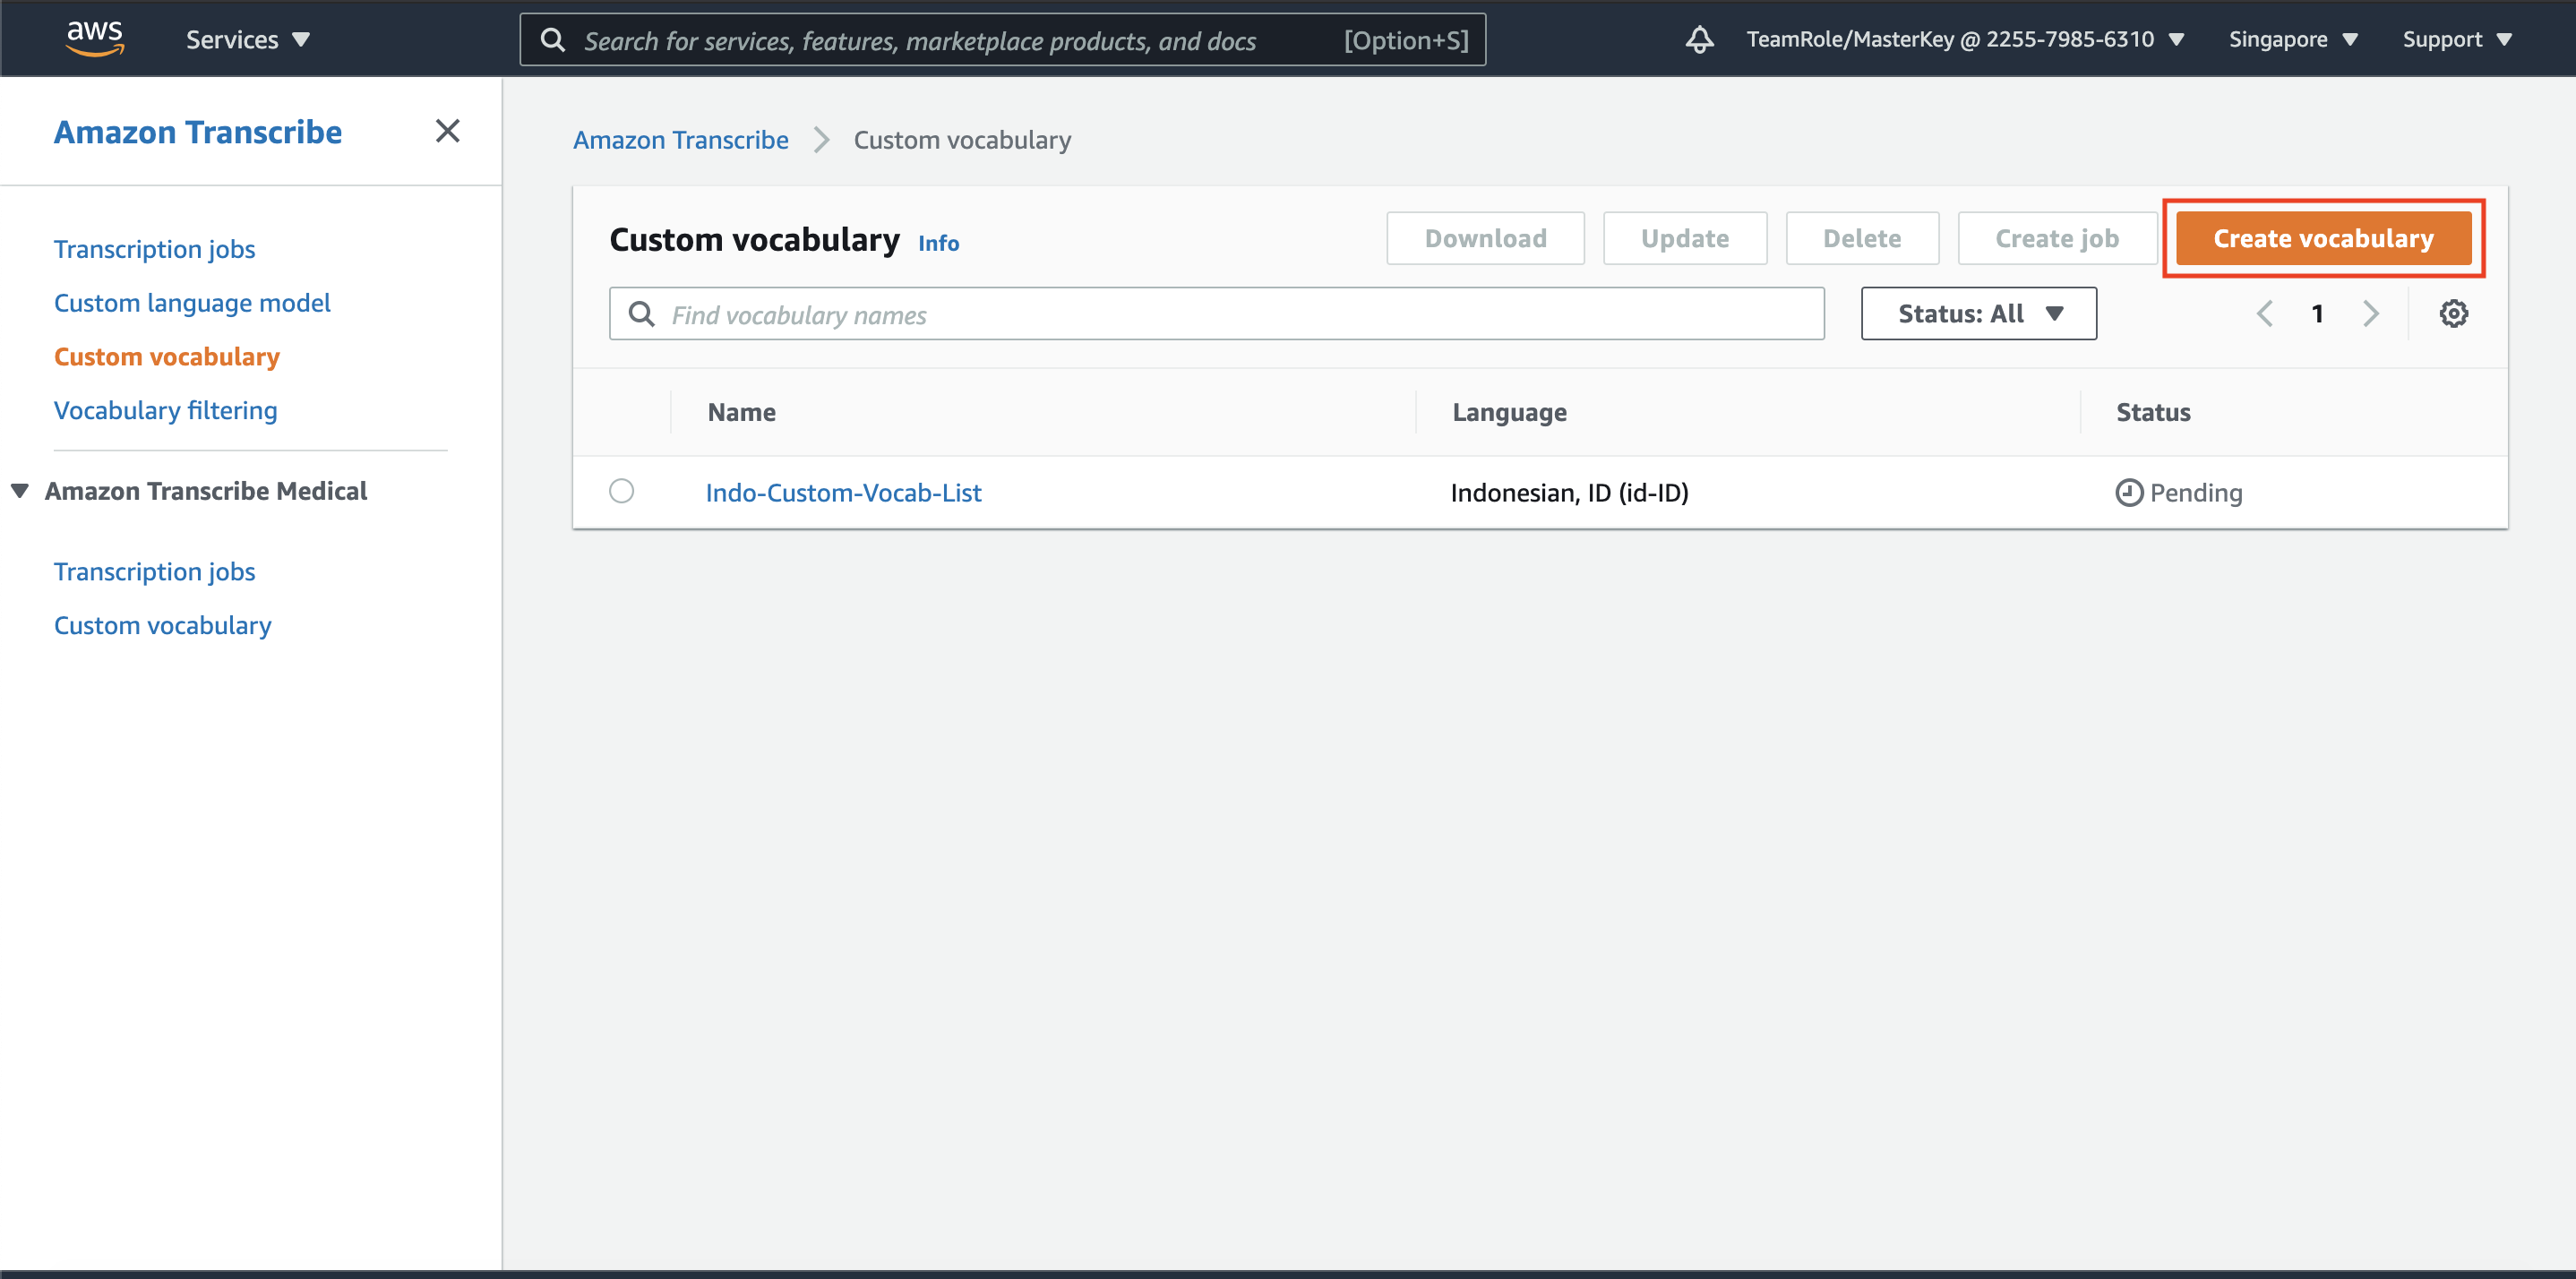 aws
Services
Search for services, features, marketplace products, and docs [Option+S]
TeamRole/MasterKey @ 2255-7985-6310
Singapore
Support
Amazon Transcribe
Transcription jobs
Custom language model
Custom vocabulary
Vocabulary filtering
Amazon Transcribe Medical
Transcription jobs
Custom vocabulary
Amazon Transcribe Custom vocabulary
Custom vocabulary Info
Download
Update
Delete
Create job
Create vocabulary
Find vocabulary names
Status: All
1
Name Language Status
Indo-Custom-Vocab-List Indonesian, ID (id-ID) Pending